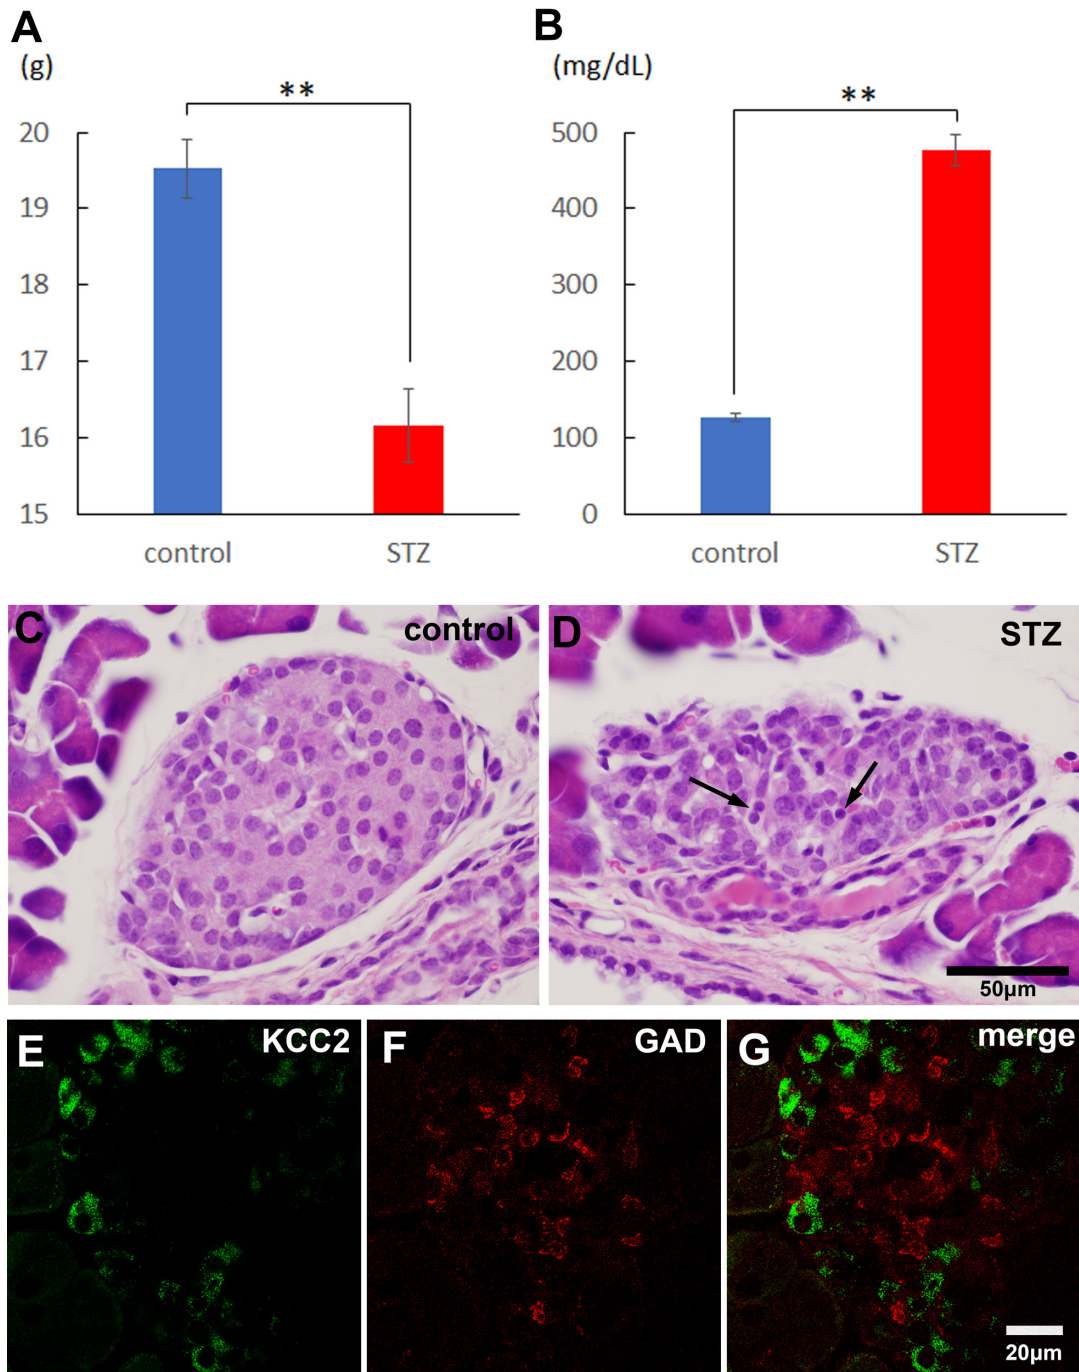 A
(g)
**
20
19
18
17
16
15
control
STZ
B
(mg/dL)
**
500
400
300
200
100
0
control
STZ
C
control
D
STZ
50µm
E
KCC2
F
GAD
G
merge
20µm